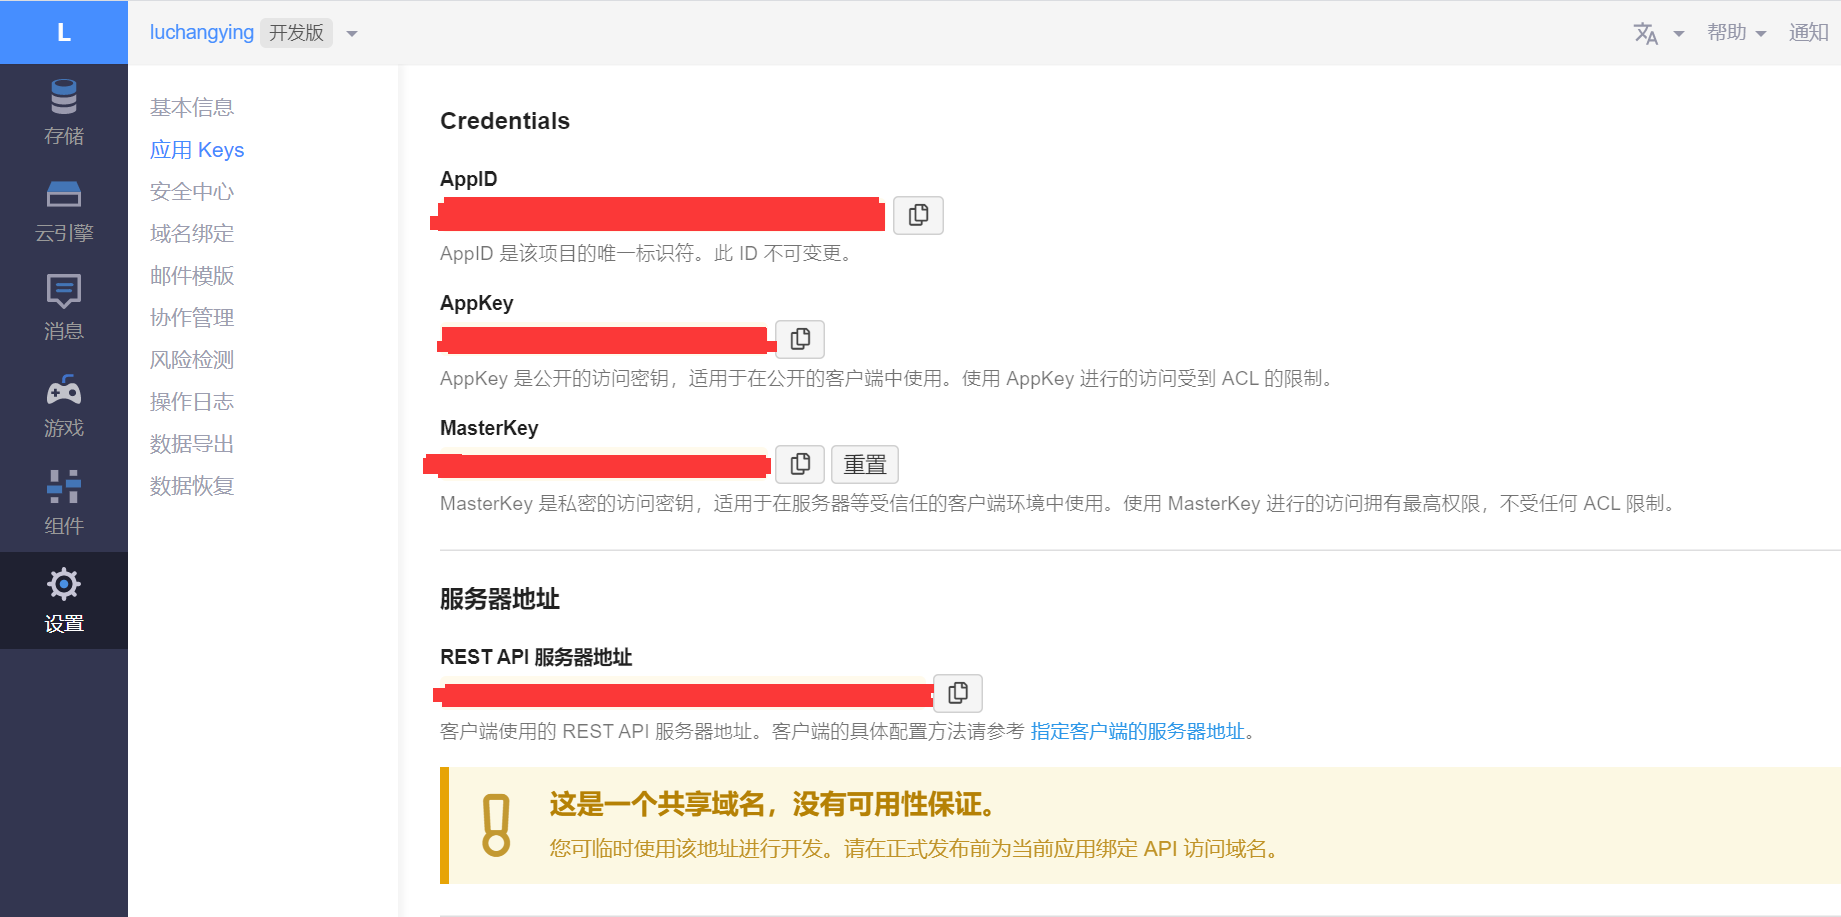 L
luchangying 开发版
帮助
通知
存储
云引擎
消息
游戏
组件
设置
基本信息
应用 Keys
安全中心
域名绑定
邮件模版
协作管理
风险检测
操作日志
数据导出
数据恢复
Credentials
AppID
AppID 是该项目的唯一标识符。此 ID 不可变更。
AppKey
AppKey 是公开的访问密钥，适用于在公开的客户端中使用。使用 AppKey 进行的访问受到 ACL 的限制。
MasterKey
重置
MasterKey 是私密的访问密钥，适用于在服务器等受信任的客户端环境中使用。使用 MasterKey 进行的访问拥有最高权限，不受任何 ACL 限制。
服务器地址
REST API 服务器地址
客户端使用的 REST API 服务器地址。客户端的具体配置方法请参考 指定客户端的服务器地址。
这是一个共享域名，没有可用性保证。
您可临时使用该地址进行开发。请在正式发布前为当前应用绑定 API 访问域名。